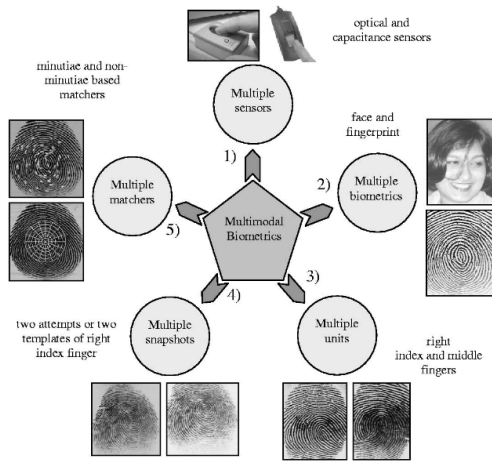 optical and
capacitance sensors
minutiae and non-
minutiae based
matchers
Multiple
sensors
face and
fingerprint
1)
2)
Multiple
biometrics
Multiple
matchers
5)
Multimodal
Biometrics
3)
4)
two attempts or two
templates of right
index finger
Multiple
snapshots
Multiple
units
right
index and middle
fingers